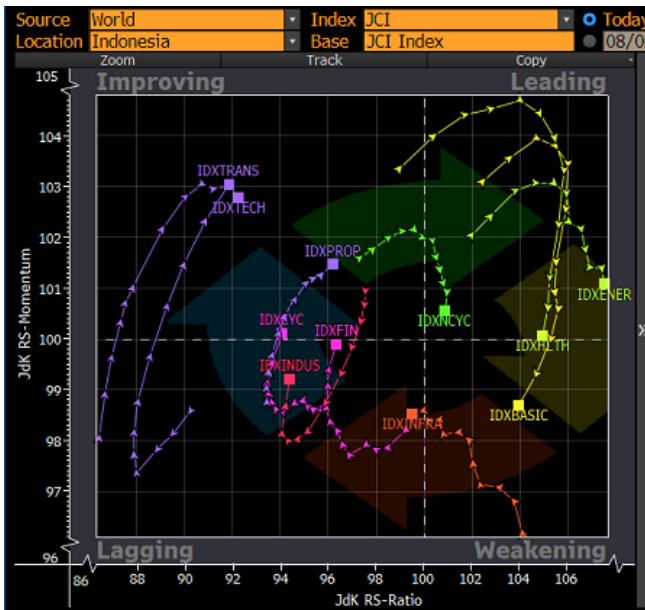 Source World Index JCI Today
Location Indonesia Base JCI Index 08/0
Zoom Track Copy
105 Improving Leading
104
103 IDXTRANS
IDXTECH
102
IDXPROP
101 IDXENER
IDXCYC IDXFIN IDXNCYC
100 IDXHLTH
IDXINDUS
99
IDXINFRA IDXBASIC
98
97
96 Lagging Weakening
86 88 90 92 94 96 98 100 102 104 106
JdK RS-Ratio
JdK RS-Momentum